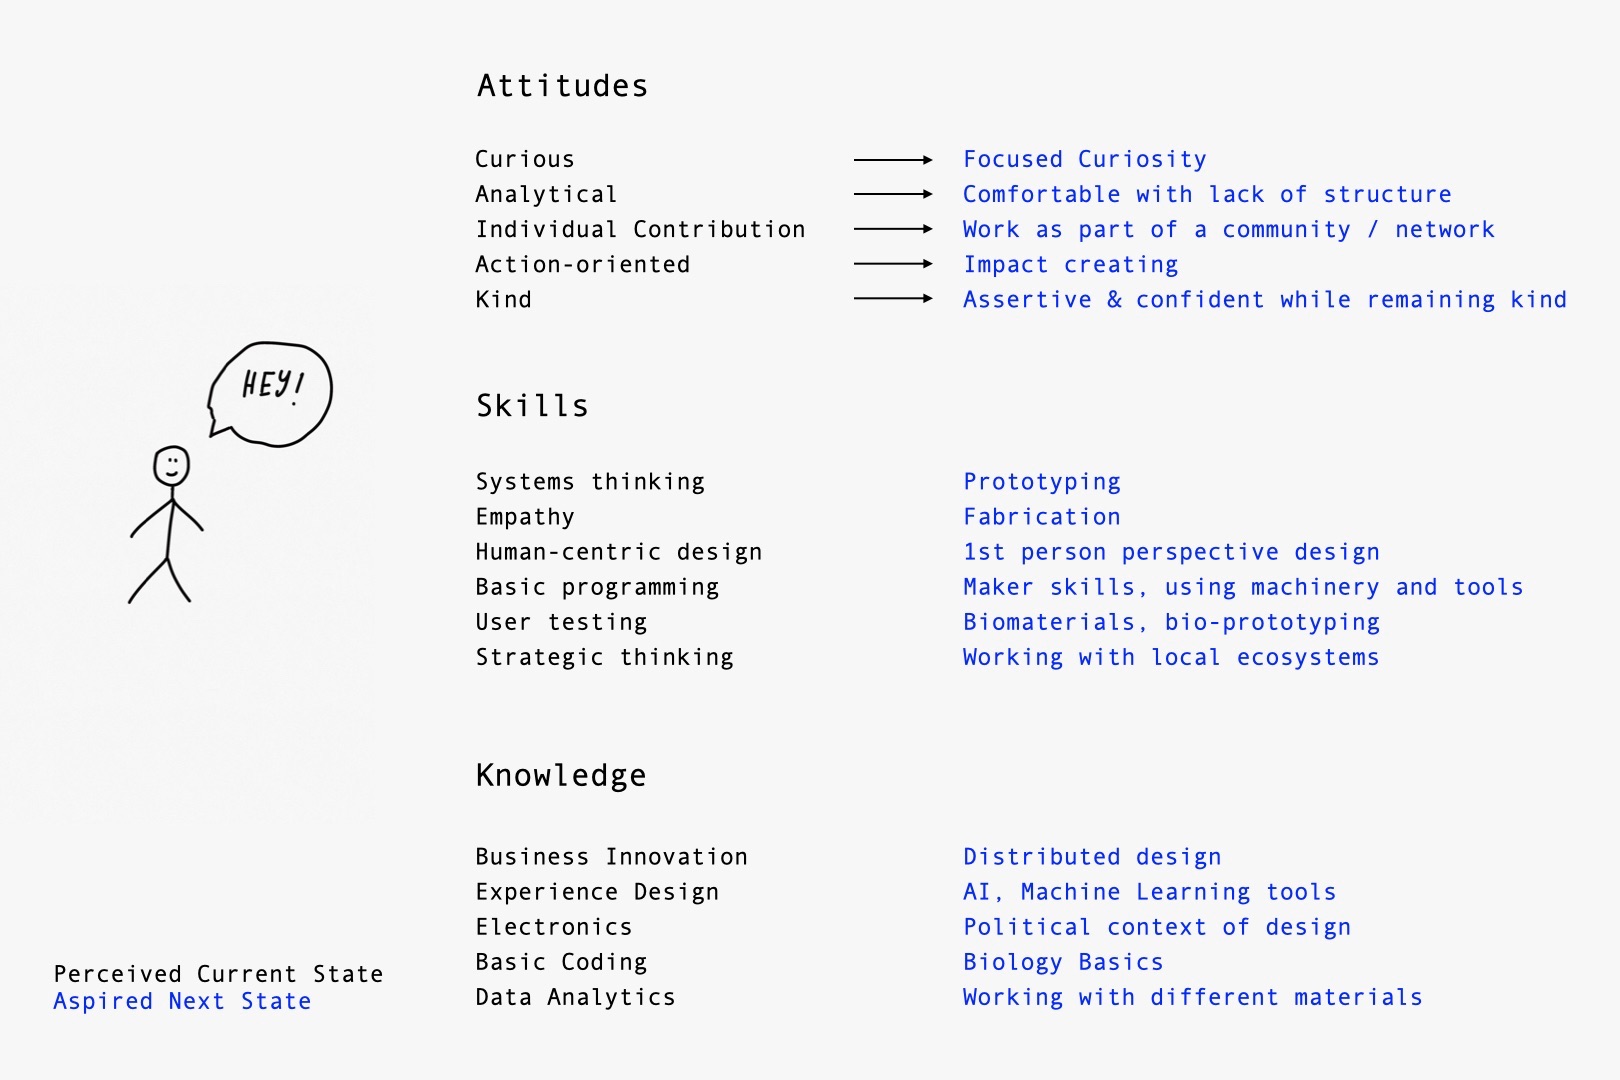 Attitudes
Curious → Focused Curiosity
Analytical → Comfortable with lack of structure
Individual Contribution → Work as part of a community / network
Action-oriented → Impact creating
Kind → Assertive & confident while remaining kind
HEY!
Skills
Systems thinking Prototyping
Empathy Fabrication
Human-centric design 1st person perspective design
Basic programming Maker skills, using machinery and tools
User testing Biomaterials, bio-prototyping
Strategic thinking Working with local ecosystems
Knowledge
Business Innovation Distributed design
Experience Design AI, Machine Learning tools
Electronics Political context of design
Basic Coding Biology Basics
Data Analytics Working with different materials
Perceived Current State
Aspired Next State